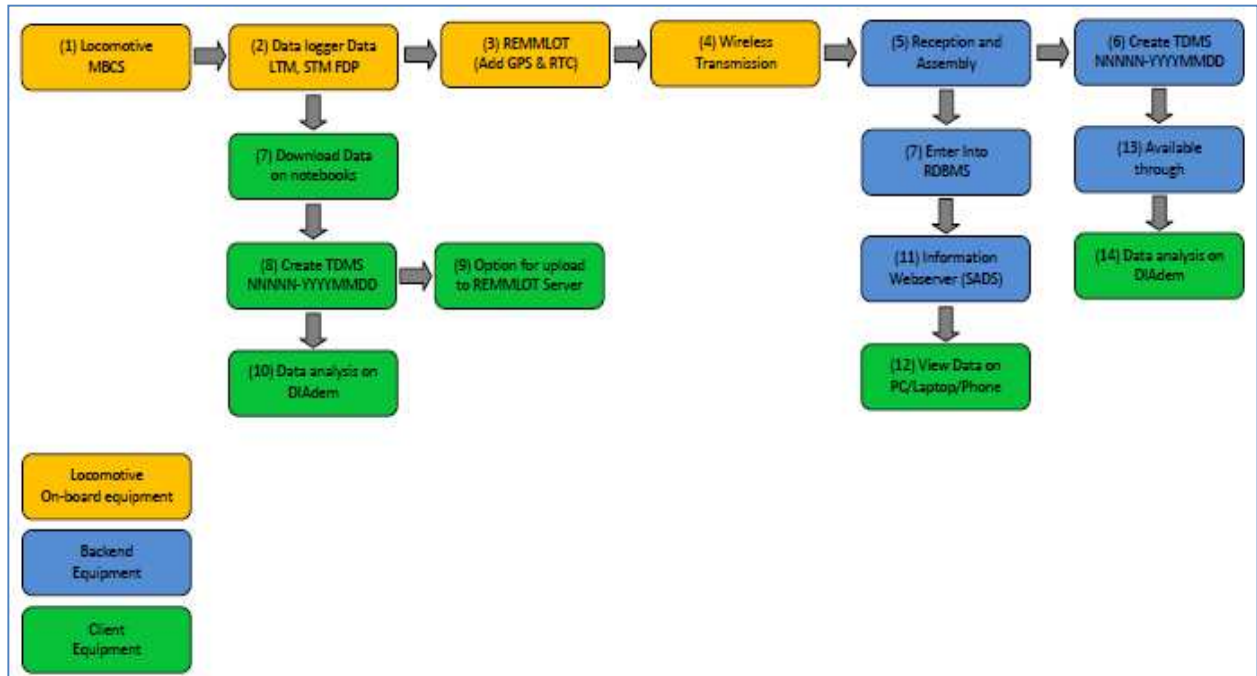 (1) Locomotive
MBCS
(2) Data logger Data
LTM, STM FDP
(3) REMMLOT
(Add GPS & RTC)
(4) Wireless
Transmission
(5) Reception and
Assembly
(6) Create TDMS
NNNNN-YYYYMMDD
(7) Download Data
on notebooks
(7) Enter Into
RDBMS
(13) Available
through
(8) Create TDMS
NNNNN-YYYYMMDD
(9) Option for upload
to REMMLOT Server
(11) Information
Webserver (SADS)
(14) Data analysis on
DIAdem
(10) Data analysis on
DIAdem
(12) View Data on
PC/Laptop/Phone
Locomotive
On-board equipment
Backend
Equipment
Client
Equipment